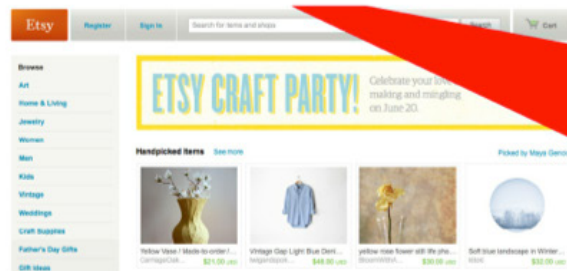 Etsy
Register
Sign In
Search for items and shops
Search
Cart
Browse
Art
Home & Living
Jewelry
Women
Men
Kids
Vintage
Weddings
Craft Supplies
Father's Day Gifts
Gift Ideas
ETSY CRAFT PARTY!
Celebrate your love
making and mingling
on June 20.
Handpicked Items See more
Picked by Maya
Yellow Vase / Made-to-order /...
$21.00 USD
Vintage Gap Light Blue Deni...
$48.00 USD
yellow rose flower still life pho...
$30.00 USD
Soft blue landscape in Winter...
$32.00 USD